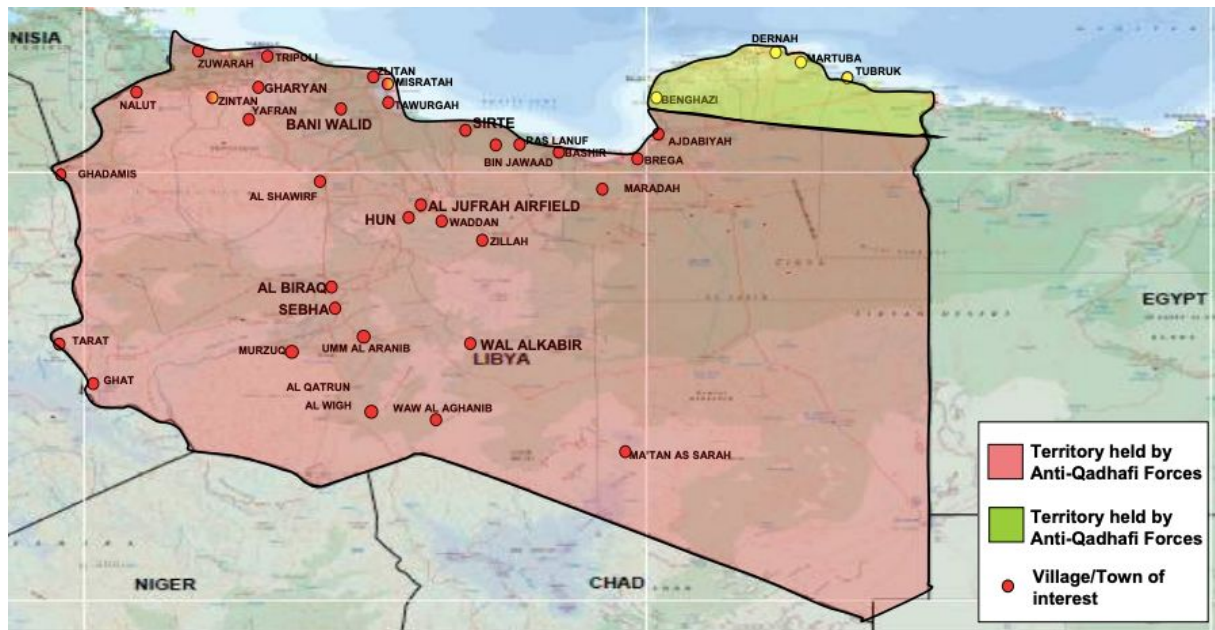 NISIA
DERNAH
MARTUBA
TUBRUK
ZUWARAH
TRIPOLI
ZLITAN
MISRATAH
GHARYAN
NALUT
ZINTAN
TAWURGAH
BENGHAZI
YAFRAN
BANI WALID
SIRTE
RAS LANUF
AJDABIYAH
BIN JAWAAD
BASHIR
BREGA
GHADAMIS
AL SHAWIRF
MARADAH
AL JUFRAH AIRFIELD
HUN
WADDAN
ZILLAH
AL BIRAQ
SEBHA
EGYPT
TARAT
MURZUQ
UMM AL ARANIB
WAL ALKABIR
LIBYA
GHAT
AL QATRUN
AL WIGH
WAW AL AGHANIB
MA'TAN AS SARAH
NIGER
CHAD
Territory held by
Anti-Qadhafi Forces
Territory held by
Anti-Qadhafi Forces
Village/Town of
interest